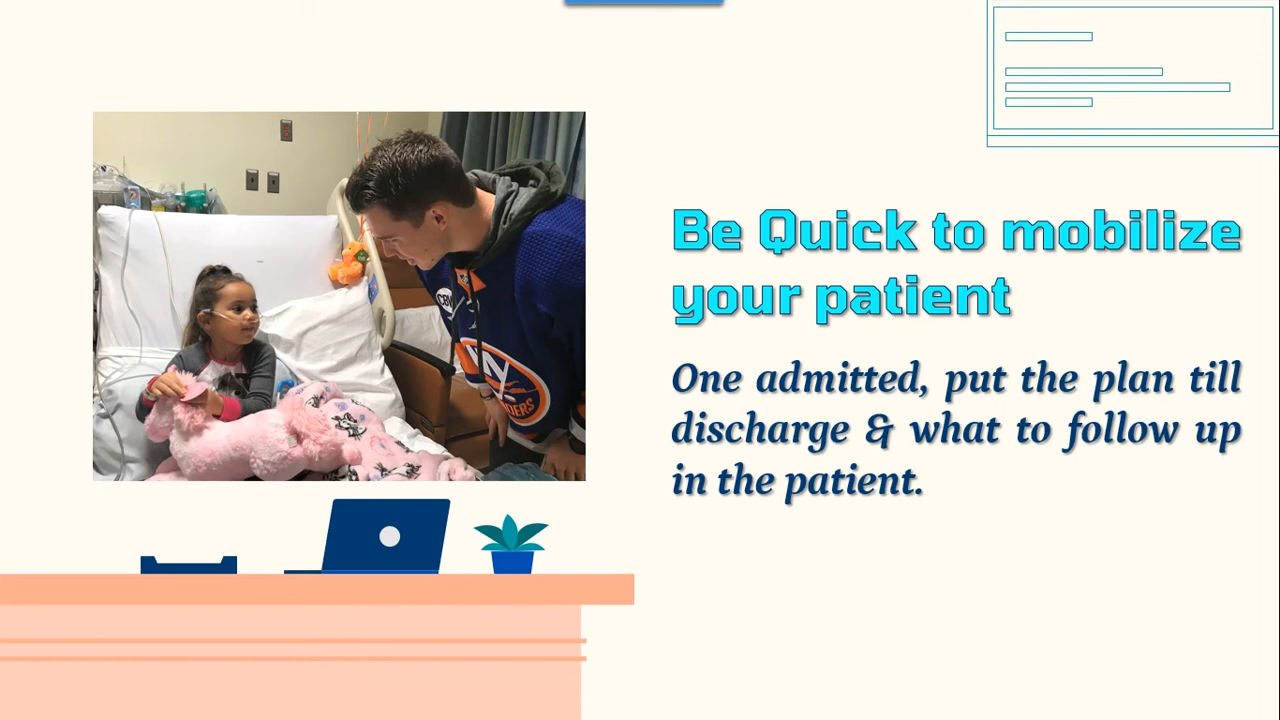 Be Quick to mobilize
your patient
One admitted, put the plan till
discharge & what to follow up
in the patient.